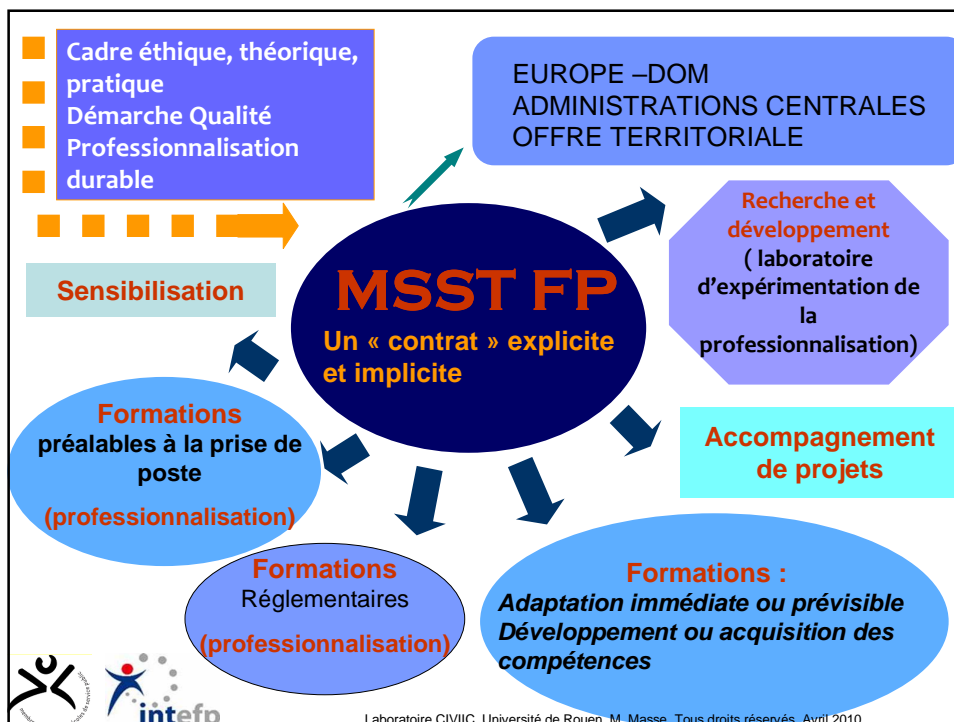 Cadre éthique, théorique,
pratique
Démarche Qualité
Professionnalisation
durable
EUROPE –DOM
ADMINISTRATIONS CENTRALES
OFFRE TERRITORIALE
Recherche et
développement
( laboratoire
d’expérimentation de
la
professionnalisation)
Sensibilisation
MSST FP
Un « contrat » explicite
et implicite
Formations
préalables à la prise de
poste
(professionnalisation)
Accompagnement
de projets
Formations
Réglementaires
(professionnalisation)
Formations :
Adaptation immédiate ou prévisible
Développement ou acquisition des
compétences
intefp
Laboratoire CIVIIC, Université de Rouen, M. Masse, Tous droits réservés, Avril 2010